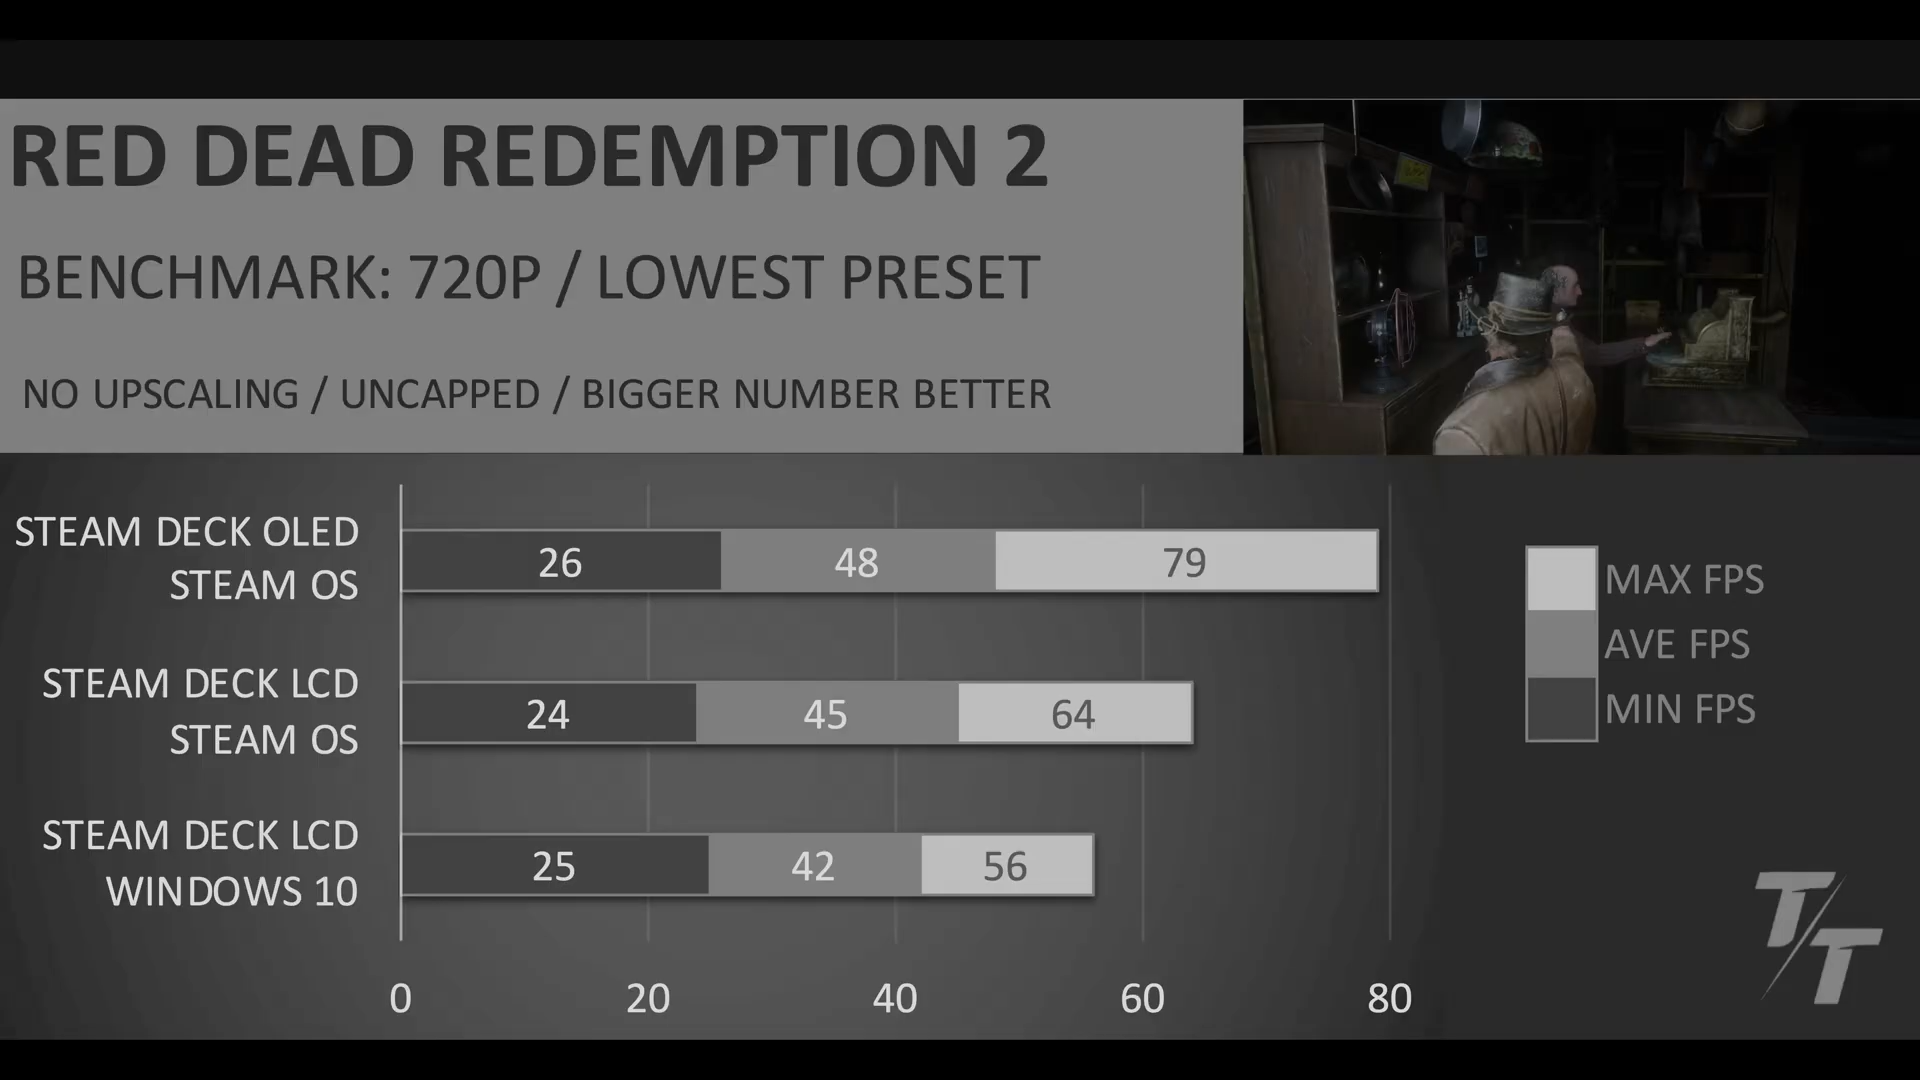 RED DEAD REDEMPTION 2
BENCHMARK: 720P / LOWEST PRESET
NO UPSCALING / UNCAPPED / BIGGER NUMBER BETTER
STEAM DECK OLED
STEAM OS
26
48
79
STEAM DECK LCD
STEAM OS
24
45
64
STEAM DECK LCD
WINDOWS 10
25
42
56
0
20
40
60
80
MAX FPS
AVE FPS
MIN FPS
T/T